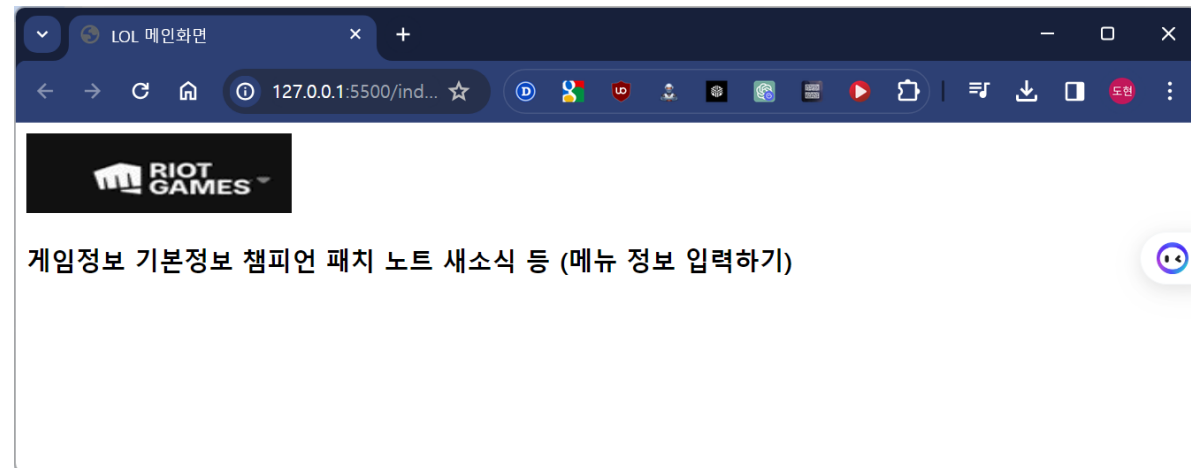 LOL 메인화면
127.0.0.1:5500/ind...
도현
RIOT
GAMES
게임정보 기본정보 챔피언 패치 노트 새소식 등 (메뉴 정보 입력하기)